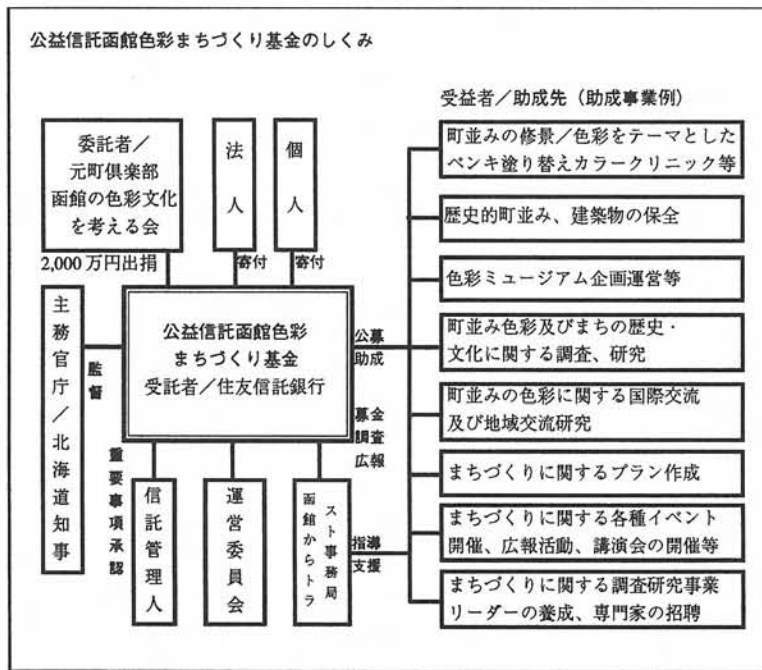 公益信託函館色彩まちづくり基金のしくみ
委託者/
元町倶楽部
函館の色彩文化
を考える会
法人
個人
2,000万円出捐
寄付
寄付
主務官庁/北海道知事
監督
公益信託函館色彩
まちづくり基金
受託者/住友信託銀行
公募
助成
募金
調査
広報
重要事項承認
信託管理人
運営委員会
函館からトラ
スト事務局
指導
支援
受益者/助成先(助成事業例)
町並みの修景/色彩をテーマとした
ペンキ塗り替えカラークリニック等
歴史的町並み、建築物の保全
色彩ミュージアム企画運営等
町並み色彩及びまちの歴史・
文化に関する調査、研究
町並みの色彩に関する国際交流
及び地域交流研究
まちづくりに関するプラン作成
まちづくりに関する各種イベント
開催、広報活動、講演会の開催等
まちづくりに関する調査研究事業
リーダーの養成、専門家の招聘